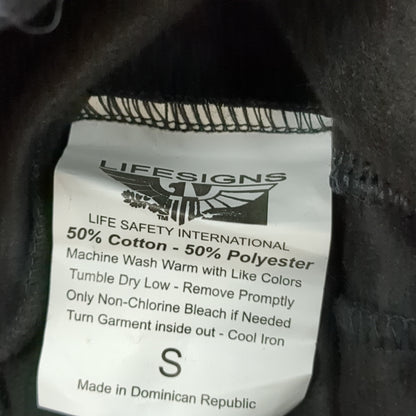 LIFESIGNS
TM
LIFE SAFETY INTERNATIONAL
50% Cotton - 50% Polyester
Machine Wash Warm with Like Colors
Tumble Dry Low - Remove Promptly
Only Non-Chlorine Bleach if Needed
Turn Garment inside out - Cool Iron
S
Made in Dominican Republic